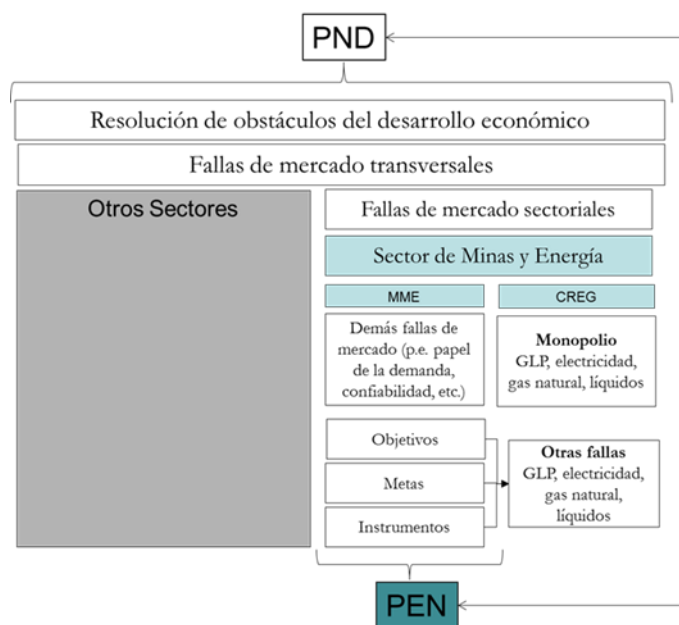 PND
Resolución de obstáculos del desarrollo económico
Fallas de mercado transversales
Otros Sectores
Fallas de mercado sectoriales
Sector de Minas y Energía
MME
CREG
Demás fallas de
mercado (p.e. papel
de la demanda,
confiabilidad, etc.)
Monopolio
GLP, electricidad,
gas natural, líquidos
Objetivos
Metas
Instrumentos
Otras fallas
GLP, electricidad,
gas natural,
líquidos
PEN